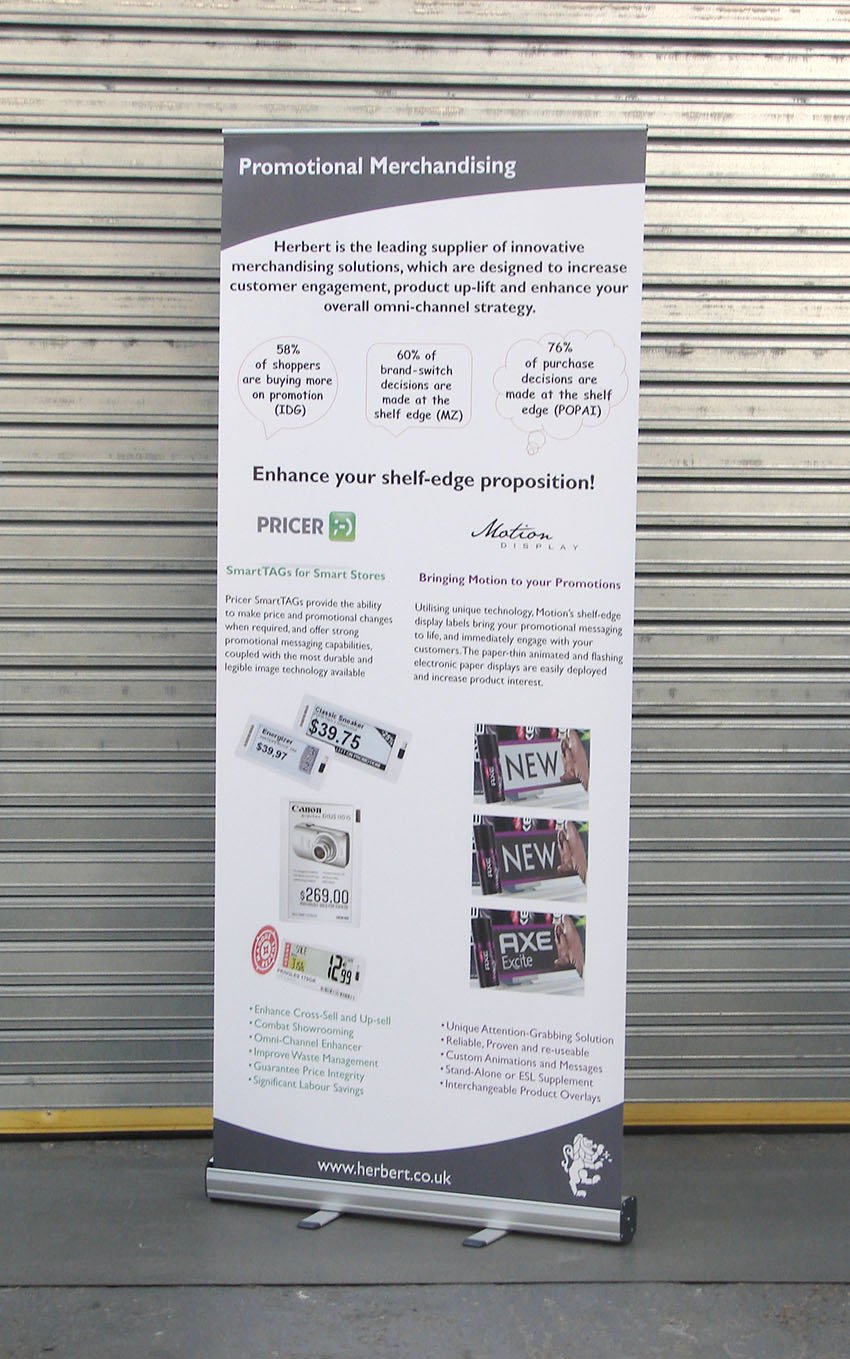 Promotional Merchandising
Herbert is the leading supplier of innovative
merchandising solutions, which are designed to increase
customer engagement, product up-lift and enhance your
overall omni-channel strategy.
58%
of shoppers
are buying more
on promotion
(IDG)
60% of
brand-switch
decisions are
made at the
shelf edge (MZ)
76%
of purchase
decisions are
made at the shelf
edge (POPAI)
Enhance your shelf-edge proposition!
PRICER
SmartTAGs for Smart Stores
Pricer SmartTAGs provide the ability
to make price and promotional changes
when required, and offer strong
promotional messaging capabilities,
coupled with the most durable and
legible image technology available
Classic Sneaker
$39.75
Energizer
$39.97
Canon
$269.00
SALE
12.99
PRINGLES 170GR
• Enhance Cross-Sell and Up-sell
• Combat Showrooming
• Omni-Channel Enhancer
• Improve Waste Management
• Guarantee Price Integrity
• Significant Labour Savings
Motion
DISPLAY
Bringing Motion to your Promotions
Utilising unique technology, Motion's shelf-edge
display labels bring your promotional messaging
to life, and immediately engage with your
customers. The paper-thin animated and flashing
electronic paper displays are easily deployed
and increase product interest.
AXE
NEW
AXE
NEW
AXE
AXE
Excite
• Unique Attention-Grabbing Solution
• Reliable, Proven and re-useable
• Custom Animations and Messages
• Stand-Alone or ESL Supplement
• Interchangeable Product Overlays
www.herbert.co.uk